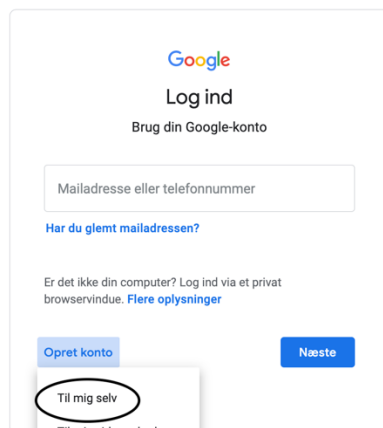 Google
Log ind
Brug din Google-konto
Mailadresse eller telefonnummer
Har du glemt mailadressen?
Er det ikke din computer? Log ind via et privat
browservindue. Flere oplysninger
Opret konto
Næste
Til mig selv